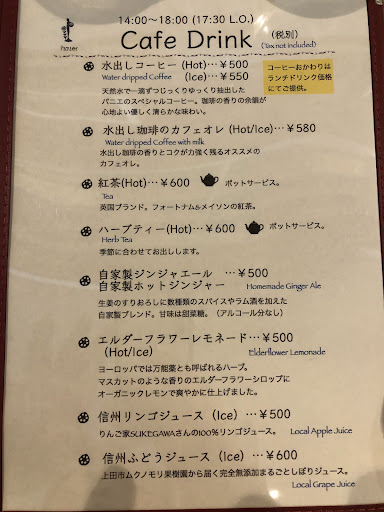 14:00～18:00 (17:30 L.O.)
Panier
Cafe Drink (税別)
(Tax not included)
水出しコーヒー (Hot)…￥500
Water dripped Coffee (Ice)…￥550
コーヒーおかわりは
ランチドリンク価格
にてご提供。
天然水で一滴ずつじっくりゆっくり抽出した
パニエのスペシャルコーヒー。珈琲の香りの余韻が
心地よい優しく清らかな味わい。
水出し珈琲のカフェオレ (Hot/Ice)…￥580
Water dripped Coffee with milk
水出し珈琲の香りとコクが力強く残るオススメの
カフェオレ。
紅茶(Hot)…￥600 ポットサービス。
Tea
英国ブランド。フォートナム&メイソンの紅茶。
ハーブティー(Hot)…￥600 ポットサービス。
Herb Tea
季節に合わせてお出しします。
自家製ジンジャエール …￥500
自家製ホットジンジャー Homemade Ginger Ale
生姜のすりおろしに数種類のスパイスやラム酒を加えた
自家製ブレンド。甘味は甜菜糖。（アルコール分なし）
エルダーフラワーレモネード…￥500
(Hot/Ice) Elderflower Lemonade
ヨーロッパでは万能薬とも呼ばれるハーブ。
マスカットのような香りのエルダーフラワーシロップに
オーガニックレモンで爽やかに仕上げました。
信州リンゴジュース（Ice）…￥500
りんご家SUKEGAWAさんの100％リンゴジュース。 Local Apple Juice
信州ぶどうジュース（Ice）…￥600
上田市ムクノモリ果樹園から届く完全無添加まるごとしぼりジュース。
Local Grape Juice